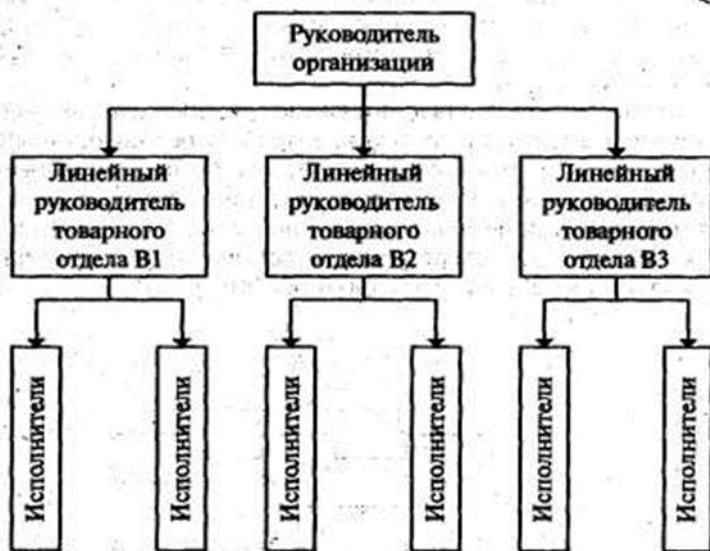 Руководитель
организации
Линейный
руководитель
товарного
отдела В1
Линейный
руководитель
товарного
отдела В2
Линейный
руководитель
товарного
отдела В3
Исполнители
Исполнители
Исполнители
Исполнители
Исполнители
Исполнители